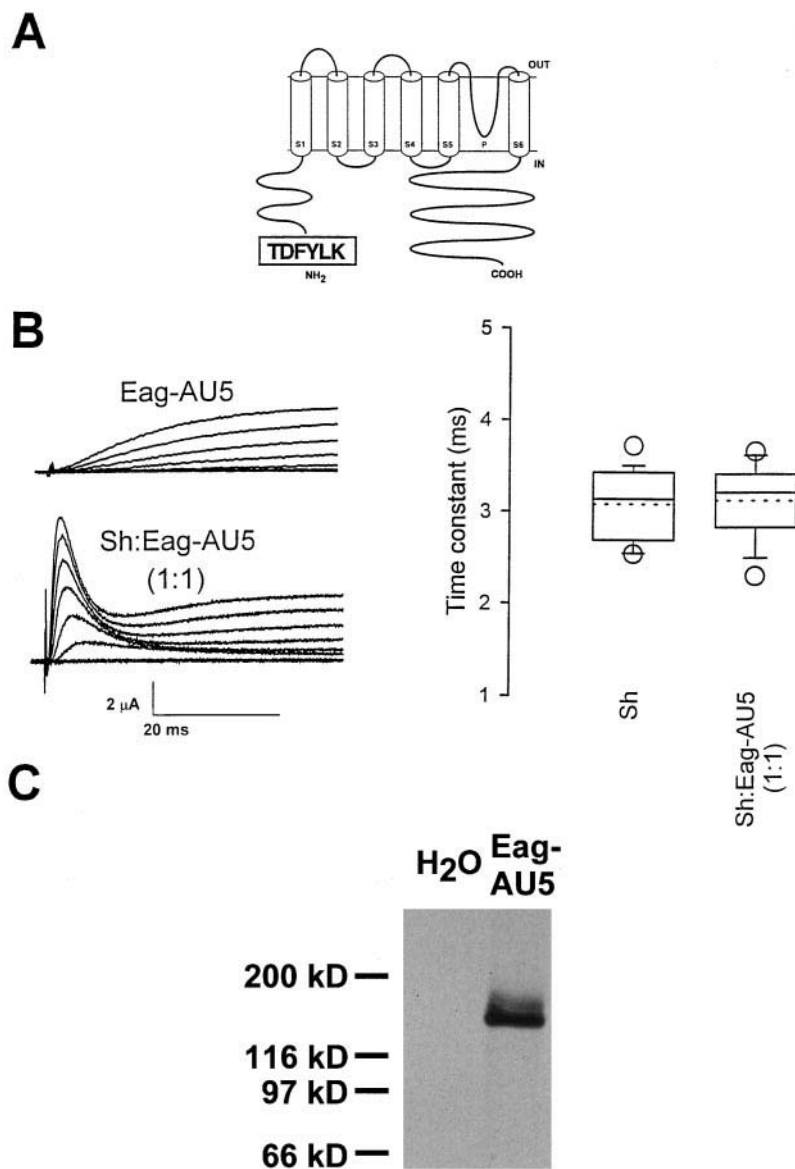 A
OUT
S1 S2 S3 S4 S5 P S6
IN
TDFYLK
NH2
COOH
B
Eag-AU5
Sh:Eag-AU5
(1:1)
2 µA
20 ms
Time constant (ms)
5
4
3
2
1
Sh
Sh:Eag-AU5
(1:1)
C
H2O
Eag-
AU5
200 kD
116 kD
97 kD
66 kD